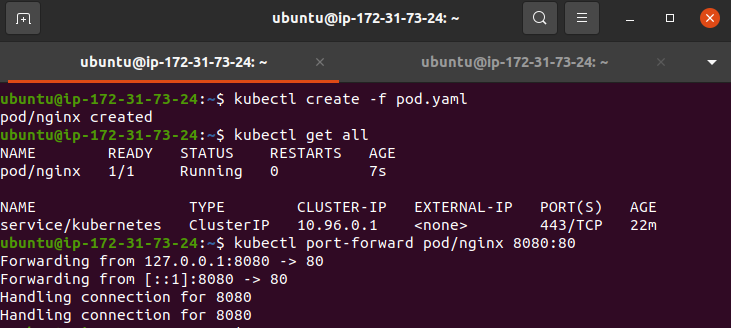 ubuntu@ip-172-31-73-24: ~
ubuntu@ip-172-31-73-24: ~ × ubuntu@ip-172-31-73-24: ~ ×
ubuntu@ip-172-31-73-24:~$ kubectl create -f pod.yaml
pod/nginx created
ubuntu@ip-172-31-73-24:~$ kubectl get all
NAME        READY   STATUS    RESTARTS   AGE
pod/nginx   1/1     Running   0          7s
NAME                 TYPE        CLUSTER-IP   EXTERNAL-IP   PORT(S)   AGE
service/kubernetes   ClusterIP   10.96.0.1    <none>        443/TCP   22m
ubuntu@ip-172-31-73-24:~$ kubectl port-forward pod/nginx 8080:80
Forwarding from 127.0.0.1:8080 -> 80
Forwarding from [::1]:8080 -> 80
Handling connection for 8080
Handling connection for 8080